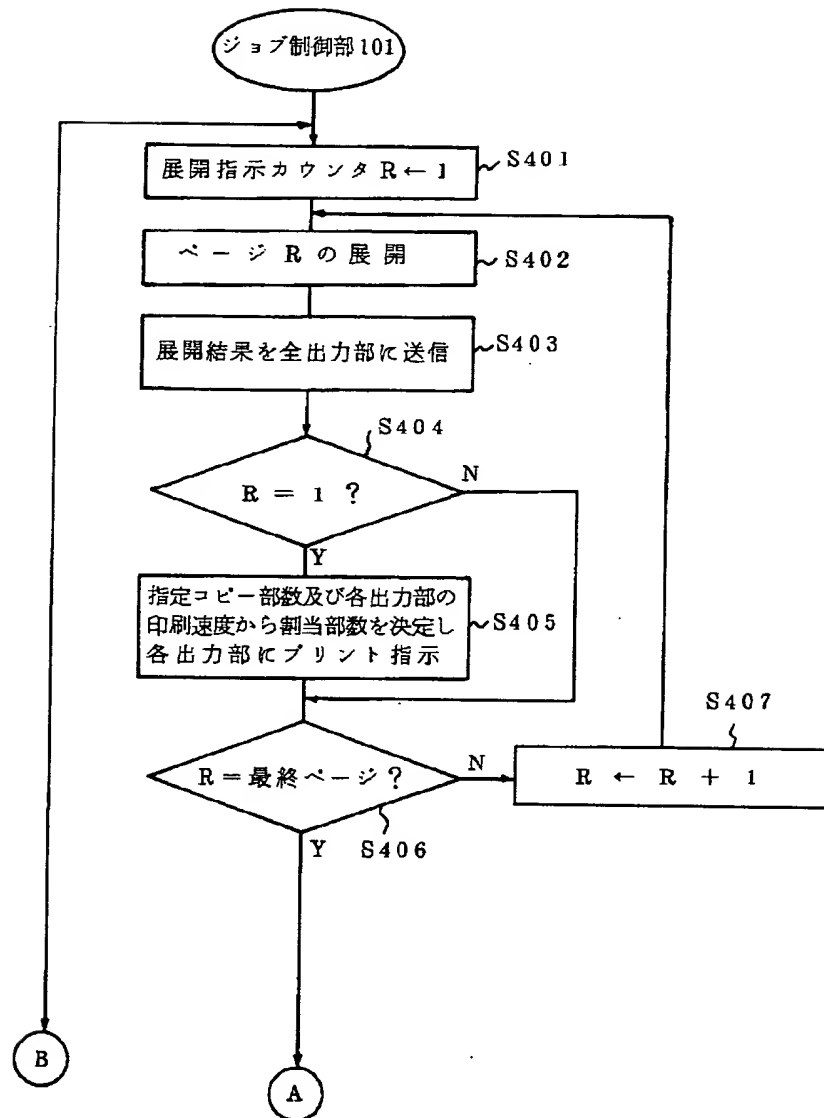 ジョブ制御部101
展開指示カウンタR←1
S401
ページRの展開
S402
展開結果を全出力部に送信
S403
S404
R=1?
N
Y
指定コピー部数及び各出力部の
印刷速度から割当部数を決定し
各出力部にプリント指示
S405
S407
R=最終ページ?
N
R ← R + 1
Y
S406
B
A